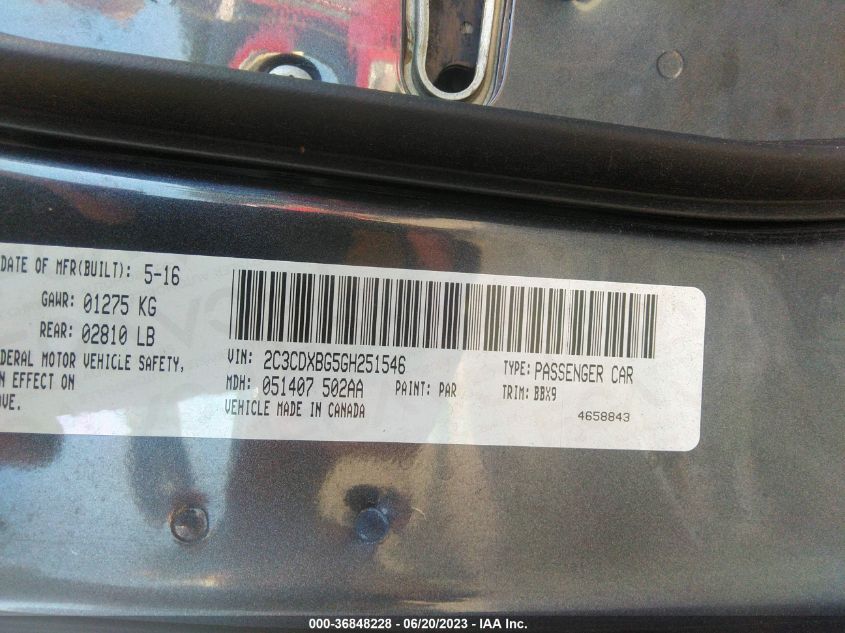 DATE OF MFR(BUILT): 5-16
GAWR: 01275 KG
REAR: 02810 LB
DERAL MOTOR VEHICLE SAFETY,
N EFFECT ON
OVE.
VIN: 2C3CDXBG5GH251546
TYPE: PASSENGER CAR
MDH: 051407 502AA
PAINT: PAR
TRIM: BBX9
VEHICLE MADE IN CANADA
4658843
000-36848228 - 06/20/2023 - IAA Inc.